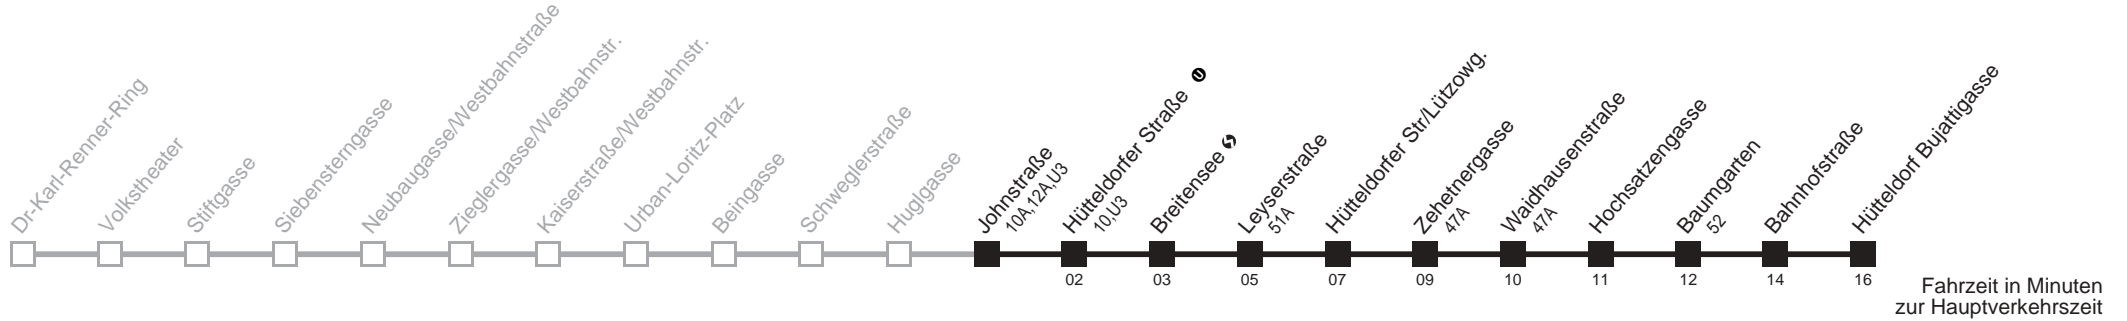 Dr-Karl-Renner-Ring
Volkstheater
Stiftgasse
Siebensterngasse
Neubaugasse/Westbahnstraße
Zieglergasse/Westbahnstr.
Kaiserstraße/Westbahnstr.
Urban-Loritz-Platz
Beingasse
Schweglerstraße
Huglgasse
Johnstraße
10A,12A,U3
Hütteldorfer Straße U
10,U3
Breitensee S
Leyserstraße
51A
Hütteldorfer Str/Lützowg.
Zehetnergasse
47A
Waidhausenstraße
47A
Hochsatzengasse
Baumgarten
52
Bahnhofstraße
Hütteldorf Bujattigasse
02 03 05 07 09 10 11 12 14 16
Fahrzeit in Minuten
zur Hauptverkehrszeit